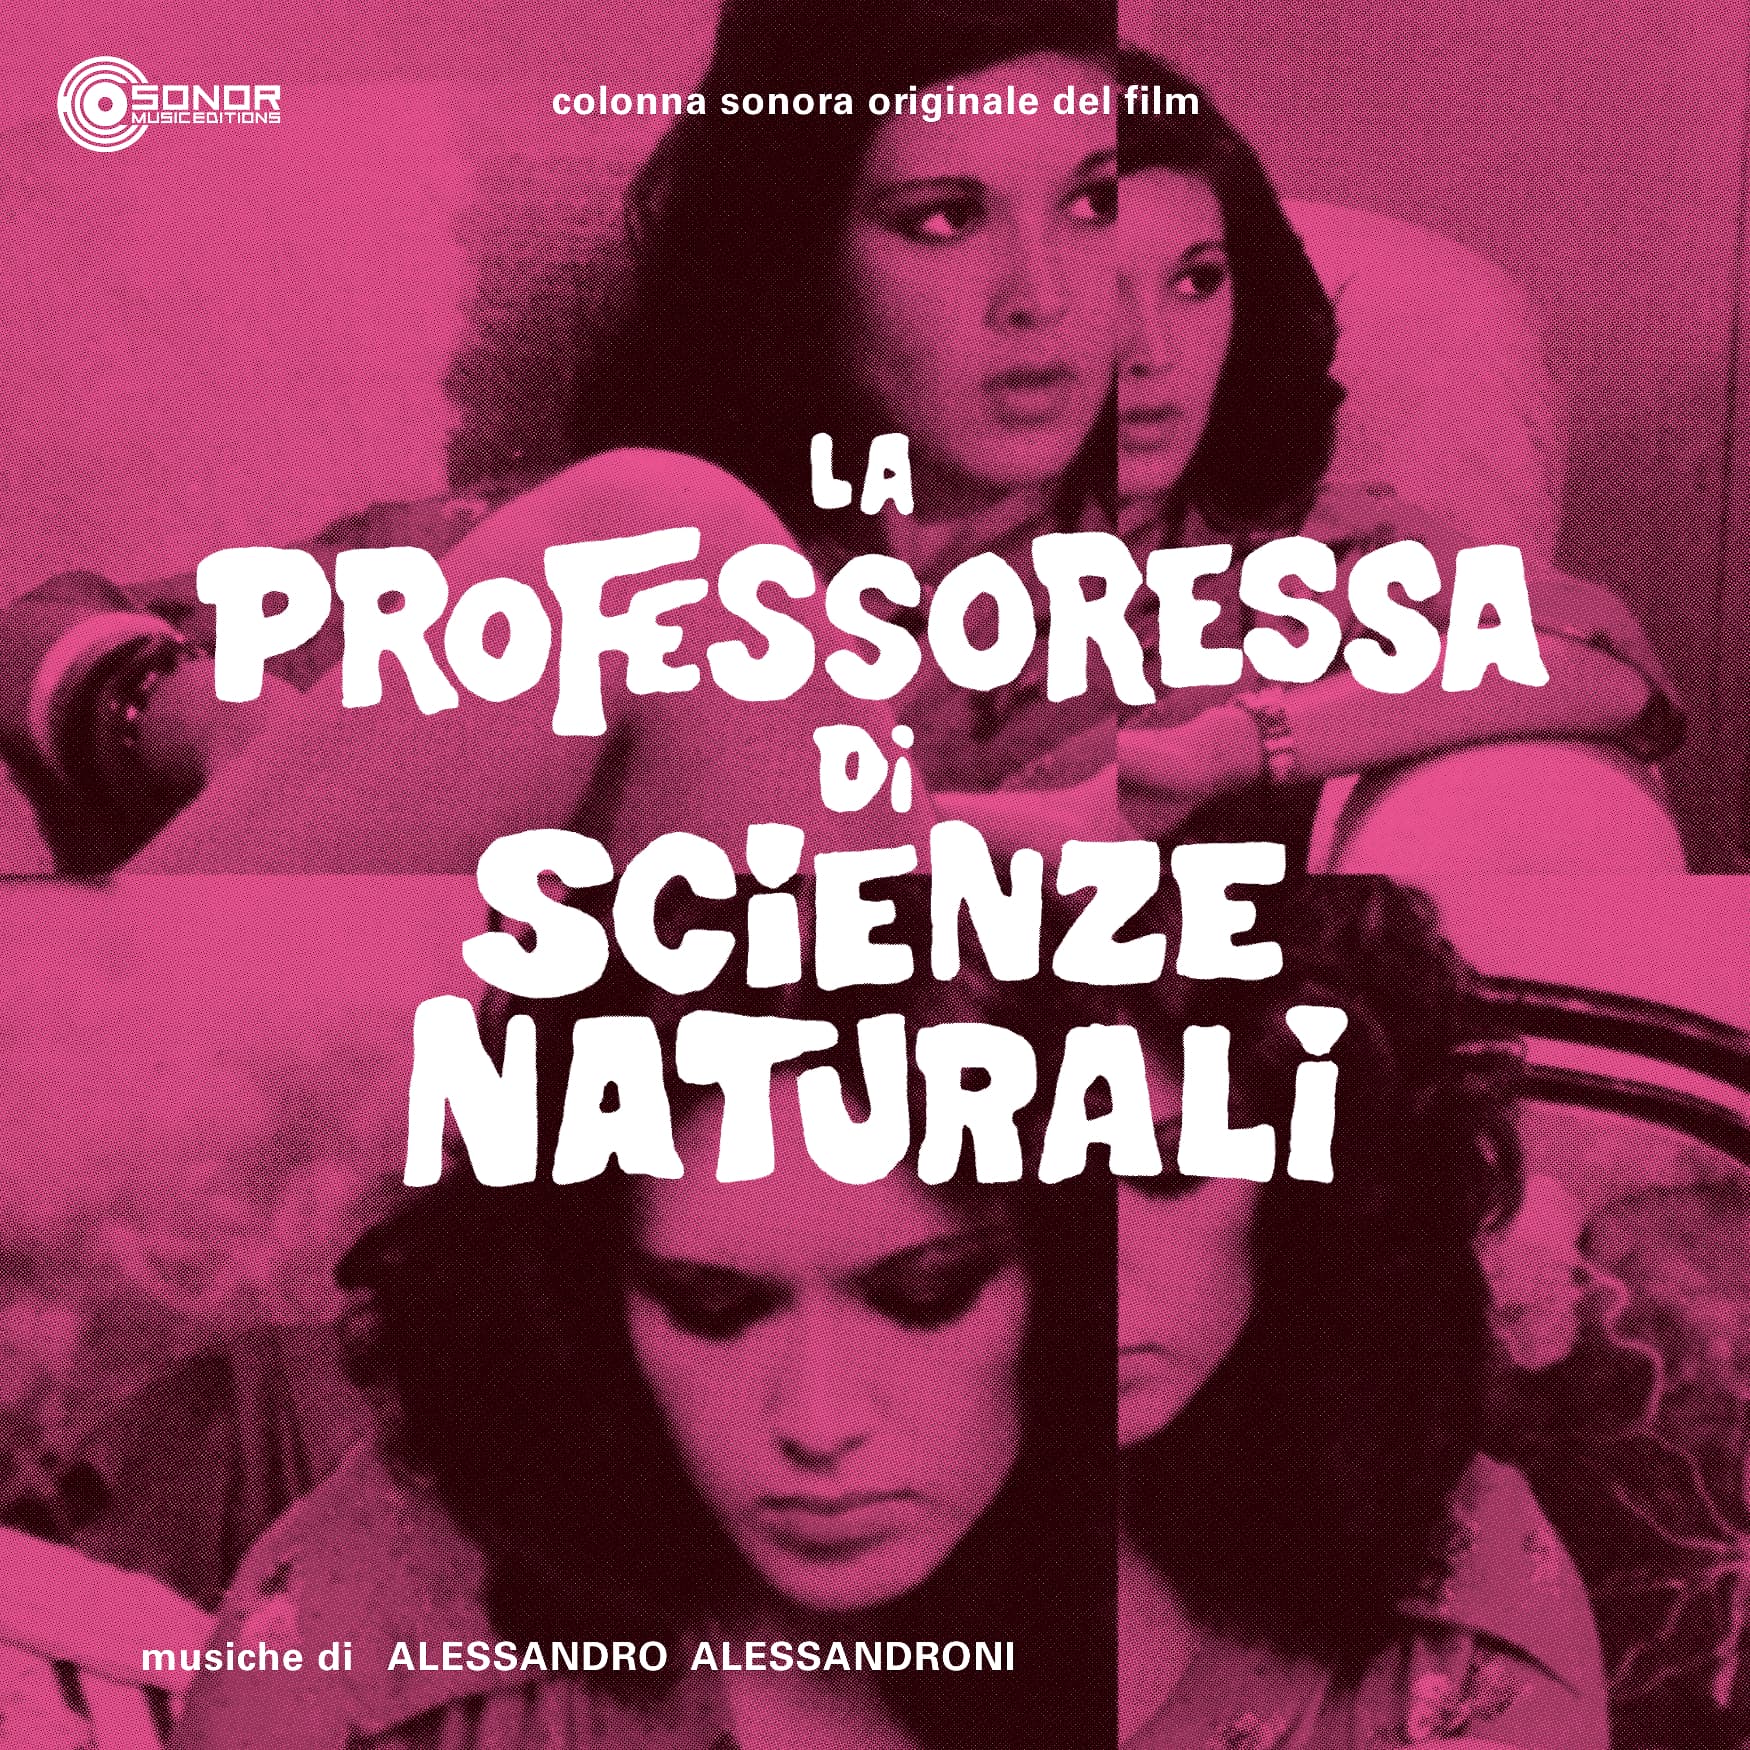 SONOR
MUSIC EDITIONS
colonna sonora originale del film
LA
PROFESSORESSA
Di
SCiENZE
NATURALi
musiche di ALESSANDRO ALESSANDRONI